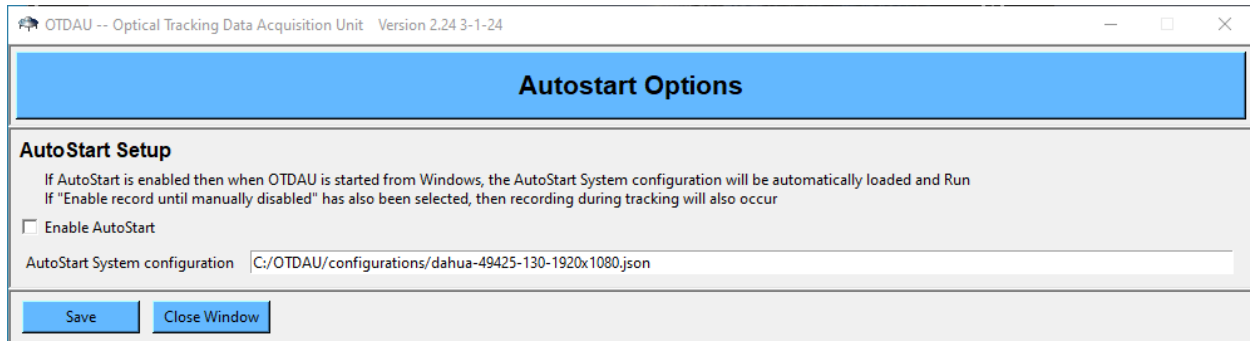 OTDAU -- Optical Tracking Data Acquisition Unit Version 2.24 3-1-24
Autostart Options
AutoStart Setup
If AutoStart is enabled then when OTDAU is started from Windows, the AutoStart System configuration will be automatically loaded and Run
If "Enable record until manually disabled" has also been selected, then recording during tracking will also occur
Enable AutoStart
AutoStart System configuration C:/OTDAU/configurations/dahua-49425-130-1920x1080.json
Save Close Window